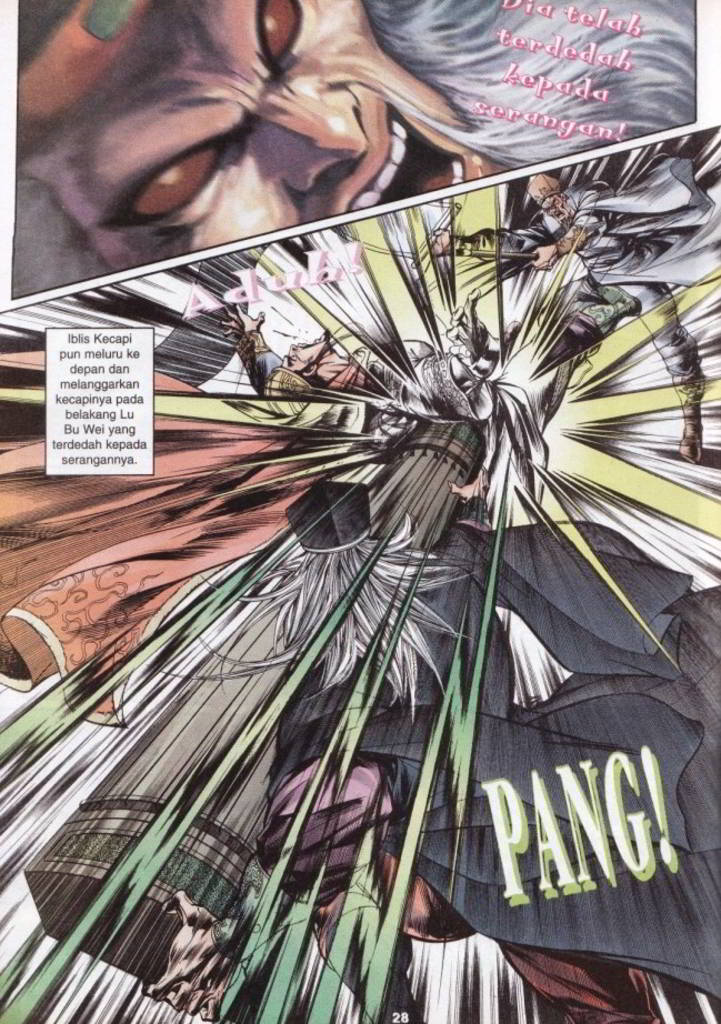 Dia telah
terdedah
kepada
serangan!
Aduh!
Iblis Kecapi
pun meluru ke
depan dan
melanggarkan
kecapinya pada
belakang Lu
Bu Wei yang
terdedah kepada
serangannya.
PANG!
28